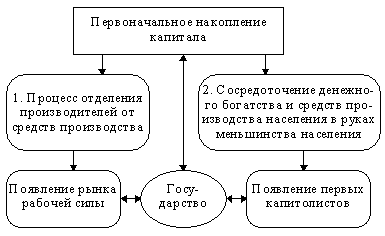 Первоначальное накопление
капитала
1. Процесс отделения
производителей от
средств производства
2. Сосредоточение денежно-
го богатства и средств про-
изводства населения в руках
меньшинства населения
Появление рынка
рабочей силы
Госу-
дарство
Появление первых
капитолистов